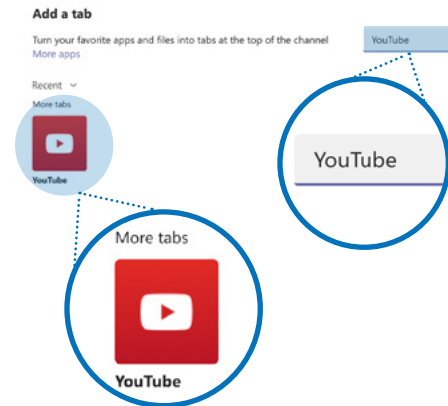 Add a tab
Turn your favorite apps and files into tabs at the top of the channel
More apps
YouTube
Recent
More tabs
YouTube
YouTube
More tabs
YouTube